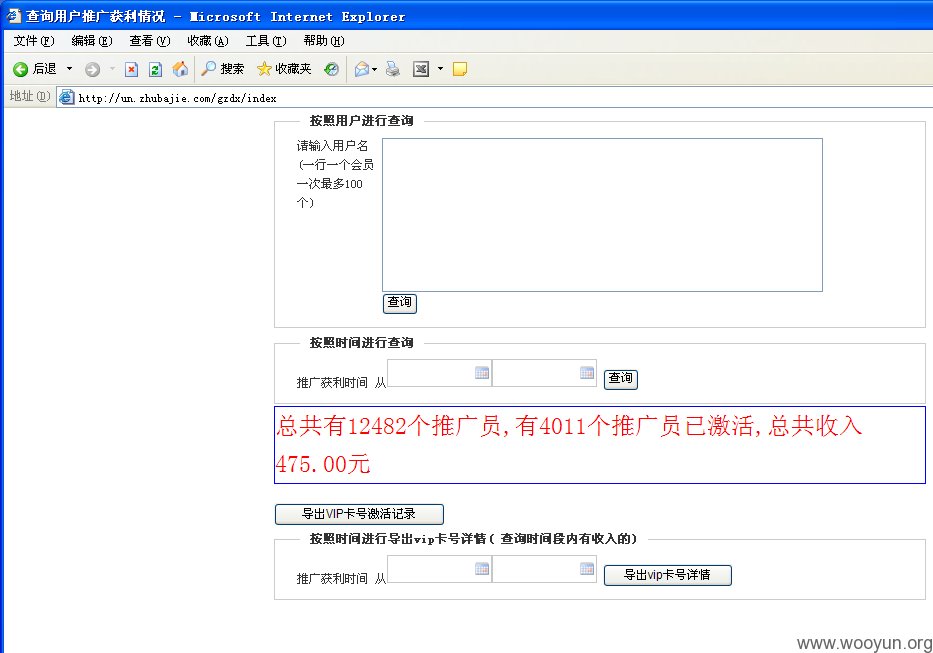 查询用户推广获利情况 - Microsoft Internet Explorer
文件(F) 编辑(E) 查看(V) 收藏(A) 工具(T) 帮助(H)
后退 搜索 收藏夹
地址(D) http://un.zhubajie.com/gzdx/index
按照用户进行查询
请输入用户名
(一行一个会员
一次最多100
个)
查询
按照时间进行查询
推广获利时间 从 查询
总共有12482个推广员,有4011个推广员已激活,总共收入
475.00元
导出VIP卡号激活记录
按照时间进行导出vip卡号详情( 查询时间段内有收入的)
推广获利时间 从 导出vip卡号详情
www.wooyun.org